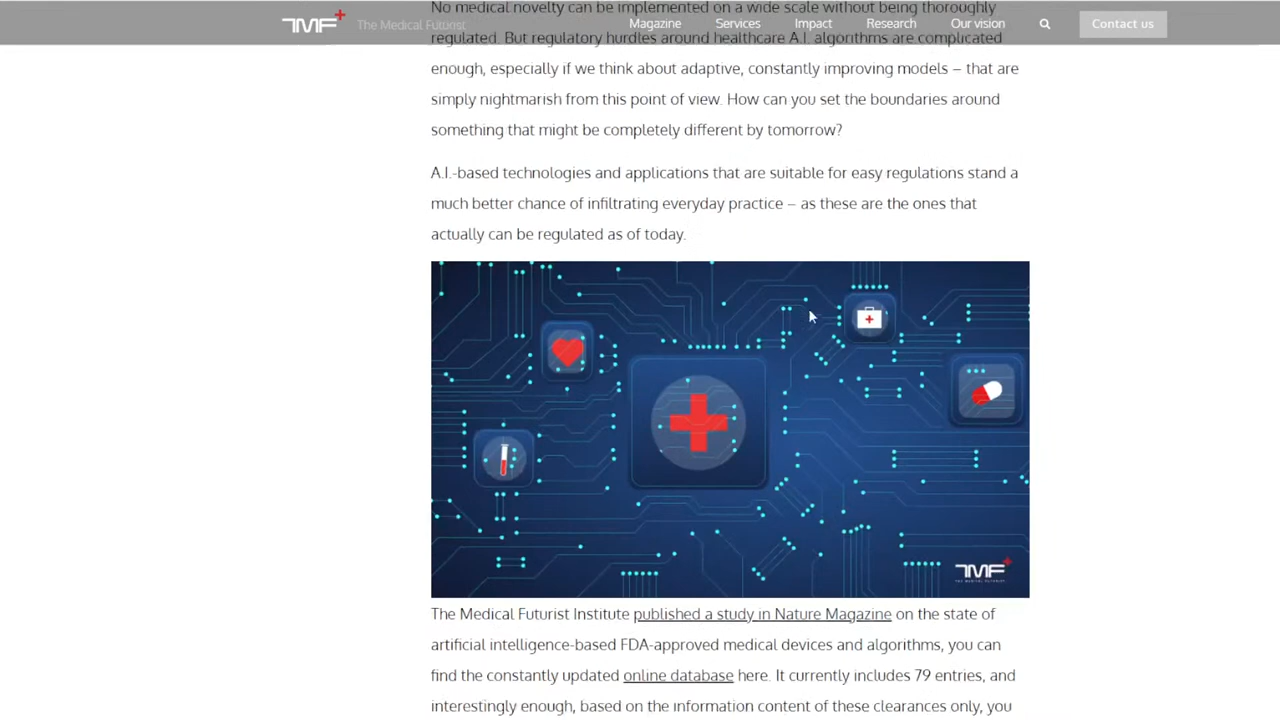 No medical novelty can be implemented on a wide scale without being thoroughly
TMF The Medical Futurist Magazine Services Impact Research Our vision Contact us
regulated. But regulatory hurdles around healthcare A.I. algorithms are complicated
enough, especially if we think about adaptive, constantly improving models – that are
simply nightmarish from this point of view. How can you set the boundaries around
something that might be completely different by tomorrow?
A.I.-based technologies and applications that are suitable for easy regulations stand a
much better chance of infiltrating everyday practice – as these are the ones that
actually can be regulated as of today.
TMF
THE MEDICAL FUTURIST
The Medical Futurist Institute published a study in Nature Magazine on the state of
artificial intelligence-based FDA-approved medical devices and algorithms, you can
find the constantly updated online database here. It currently includes 79 entries, and
interestingly enough, based on the information content of these clearances only, you